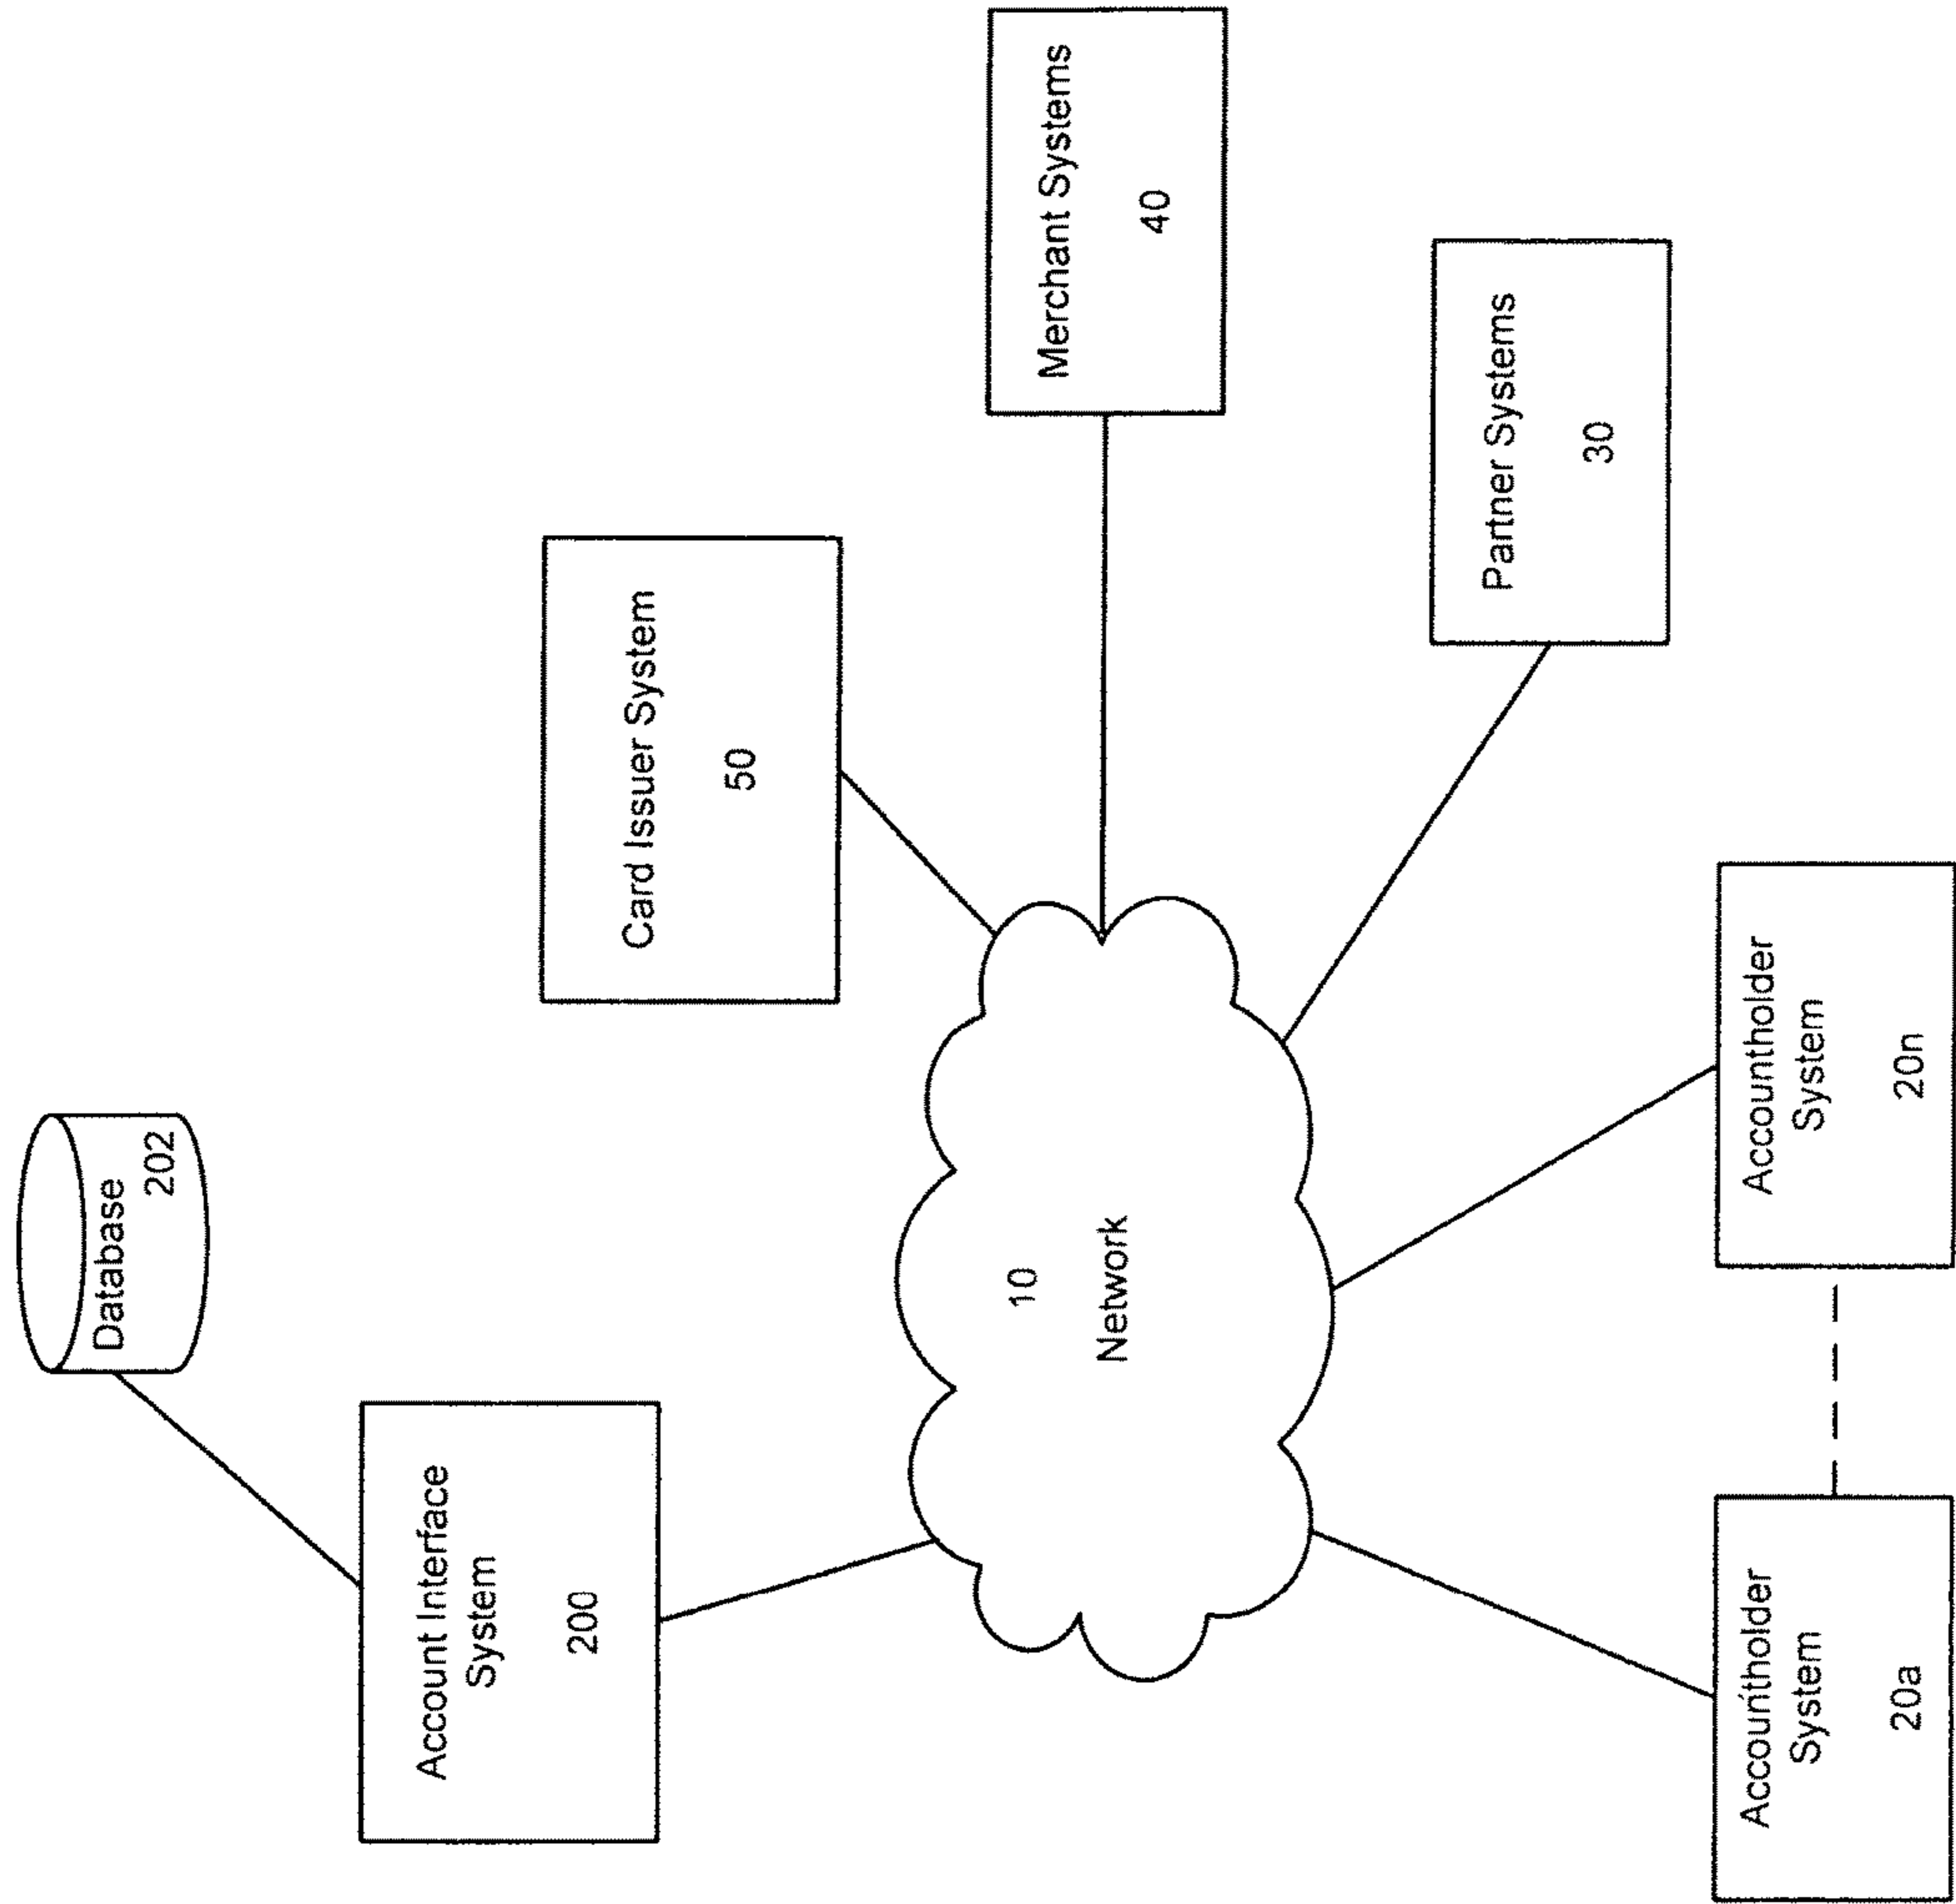 Database
202
Account Interface
System
200
Card Issuer System
50
10
Network
Merchant Systems
40
Partner Systems
30
Accountholder
System
20a
Accountholder
System
20n